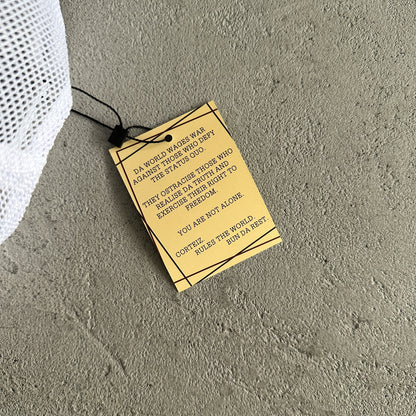 DA WORLD WAGES WAR
AGAINST THOSE WHO DEFY
THE STATUS QUO.
THEY OSTRACISE THOSE WHO
REALISE DA TRUTH AND
EXERCISE THEIR RIGHT TO
FREEDOM.
YOU ARE NOT ALONE.
CORTEIZ.
RULES THE WORLD.
BUN DA REST.